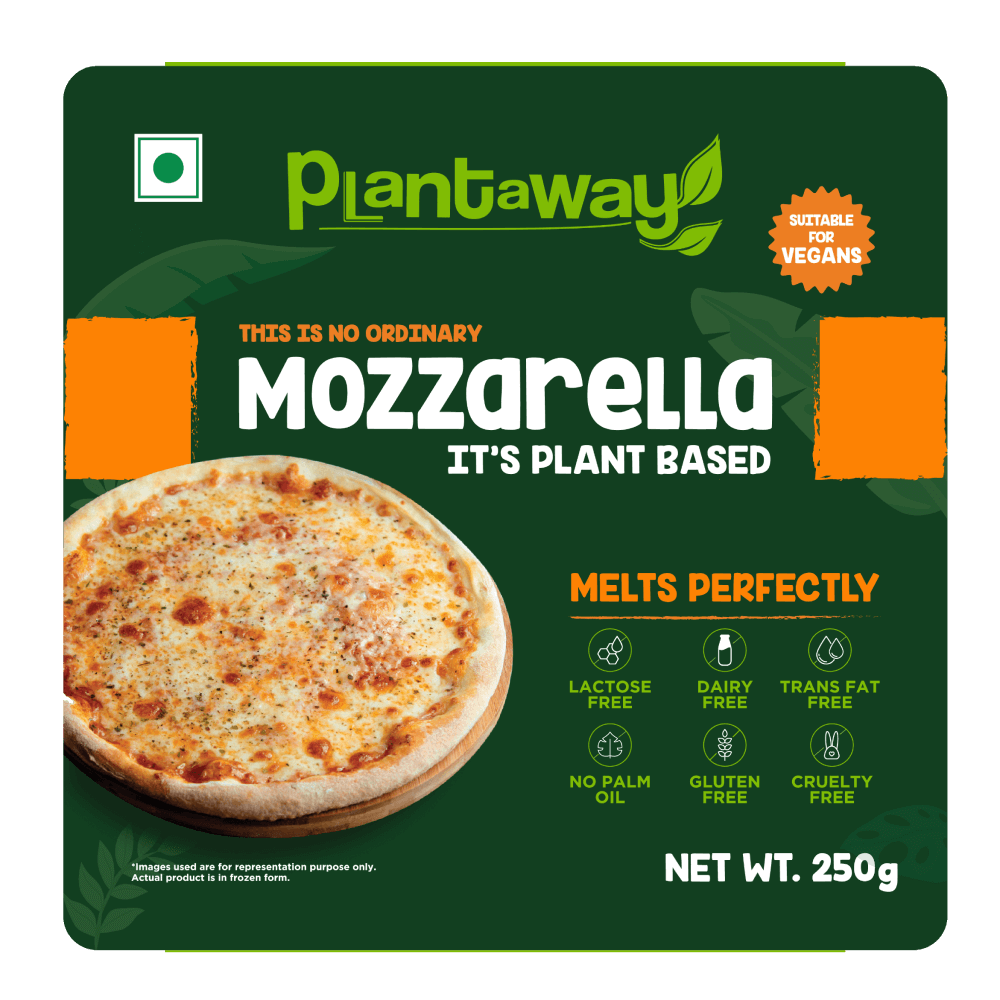 Plantaway
SUITABLE
FOR
VEGANS
THIS IS NO ORDINARY
Mozzarella
IT'S PLANT BASED
MELTS PERFECTLY
LACTOSE
FREE
DAIRY
FREE
TRANS FAT
FREE
NO PALM
OIL
GLUTEN
FREE
CRUELTY
FREE
*Images used are for representation purpose only.
Actual product is in frozen form.
NET WT. 250g